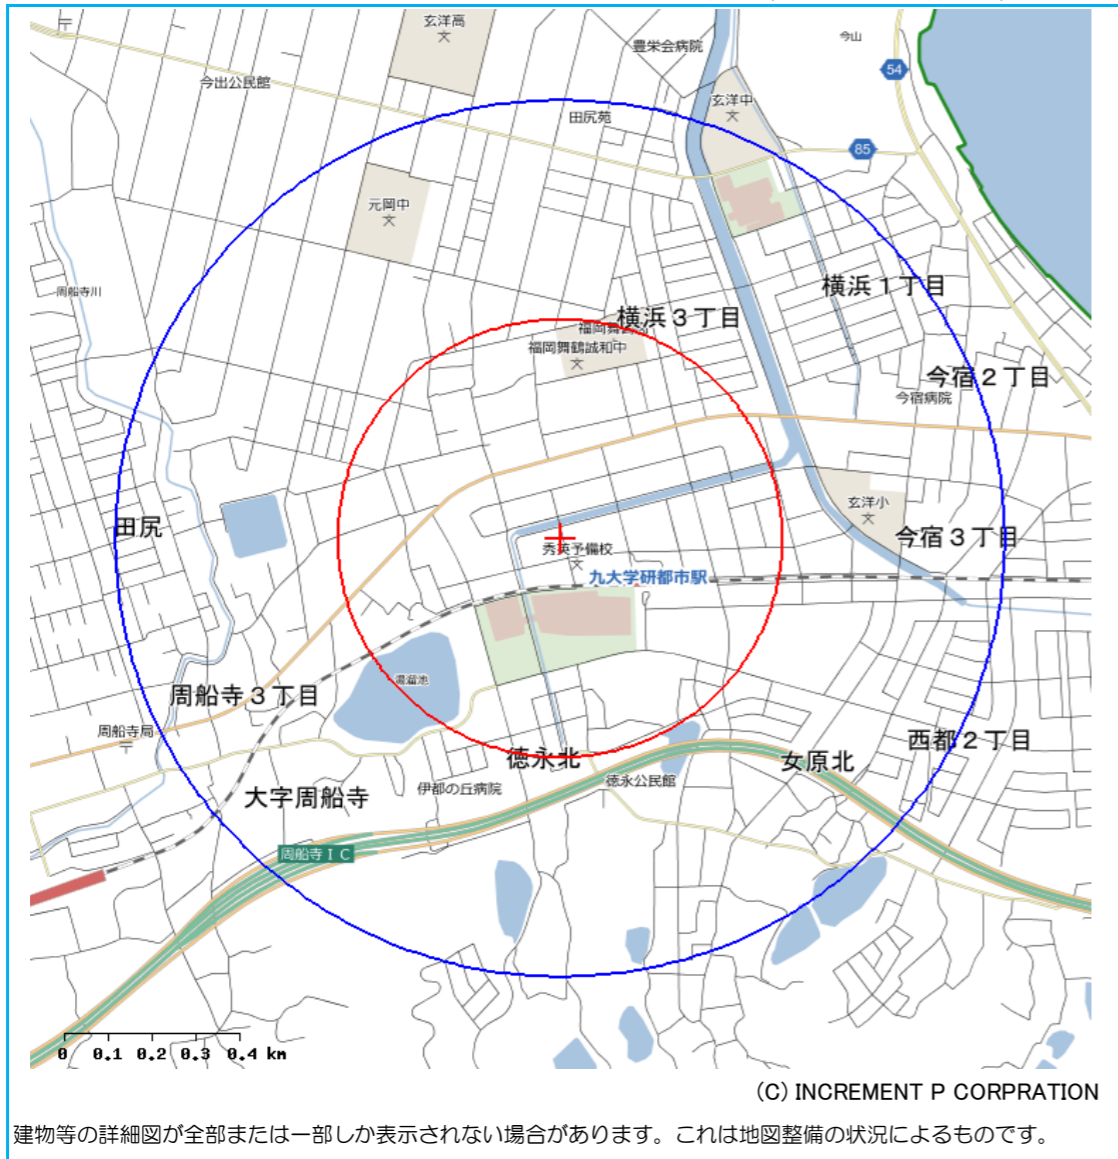 玄洋高
豊栄会病院
今山
54
今出公民館
玄洋中
田尻苑
85
元岡中
周船寺川
横浜1丁目
横浜3丁目
福岡舞鶴誠和中
今宿2丁目
今宿病院
玄洋小
田尻
今宿3丁目
秀英予備校
九大学研都市駅
湯溜池
周船寺3丁目
周船寺局
西都2丁目
徳永北
女原北
徳永公民館
伊都の丘病院
大字周船寺
周船寺IC
0 0.1 0.2 0.3 0.4 km
(C) INCREMENT P CORPRATION
建物等の詳細図が全部または一部しか表示されない場合があります。これは地図整備の状況によるものです。